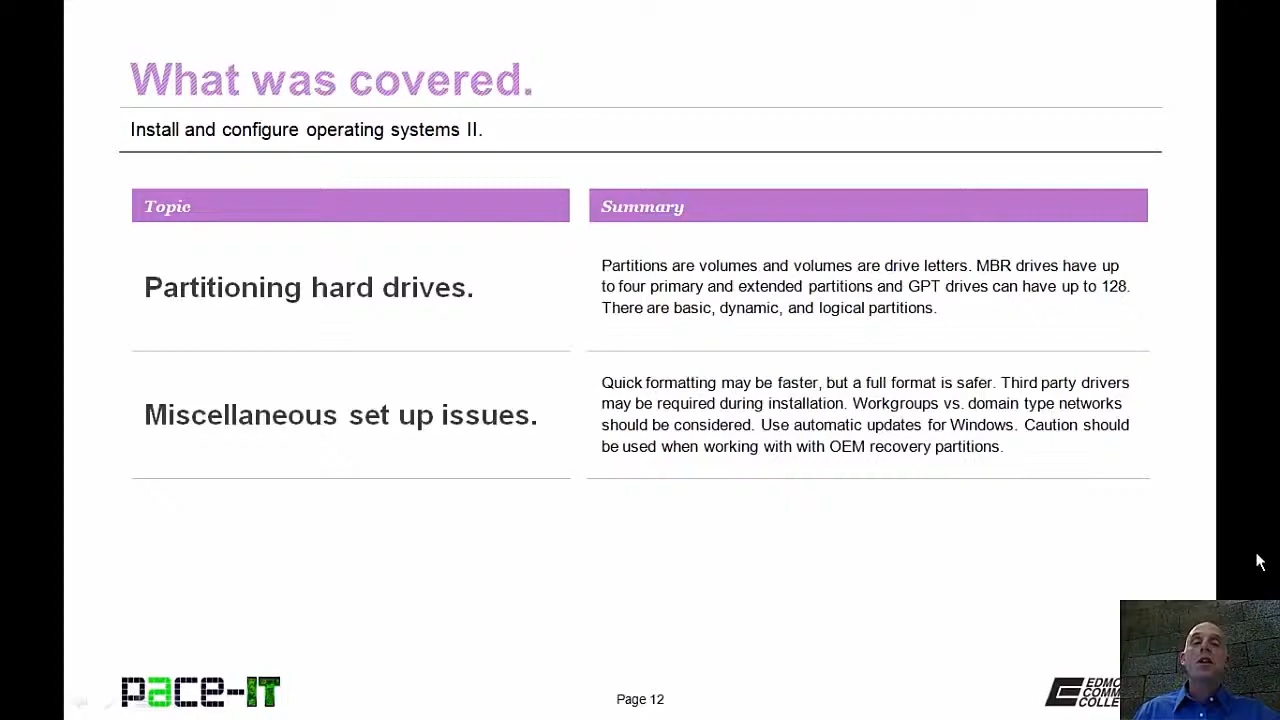 What was covered.
Install and configure operating systems II.
Topic
Summary
Partitioning hard drives.
Partitions are volumes and volumes are drive letters. MBR drives have up
to four primary and extended partitions and GPT drives can have up to 128.
There are basic, dynamic, and logical partitions.
Miscellaneous set up issues.
Quick formatting may be faster, but a full format is safer. Third party drivers
may be required during installation. Workgroups vs. domain type networks
should be considered. Use automatic updates for Windows. Caution should
be used when working with with OEM recovery partitions.
pace-IT
Page 12